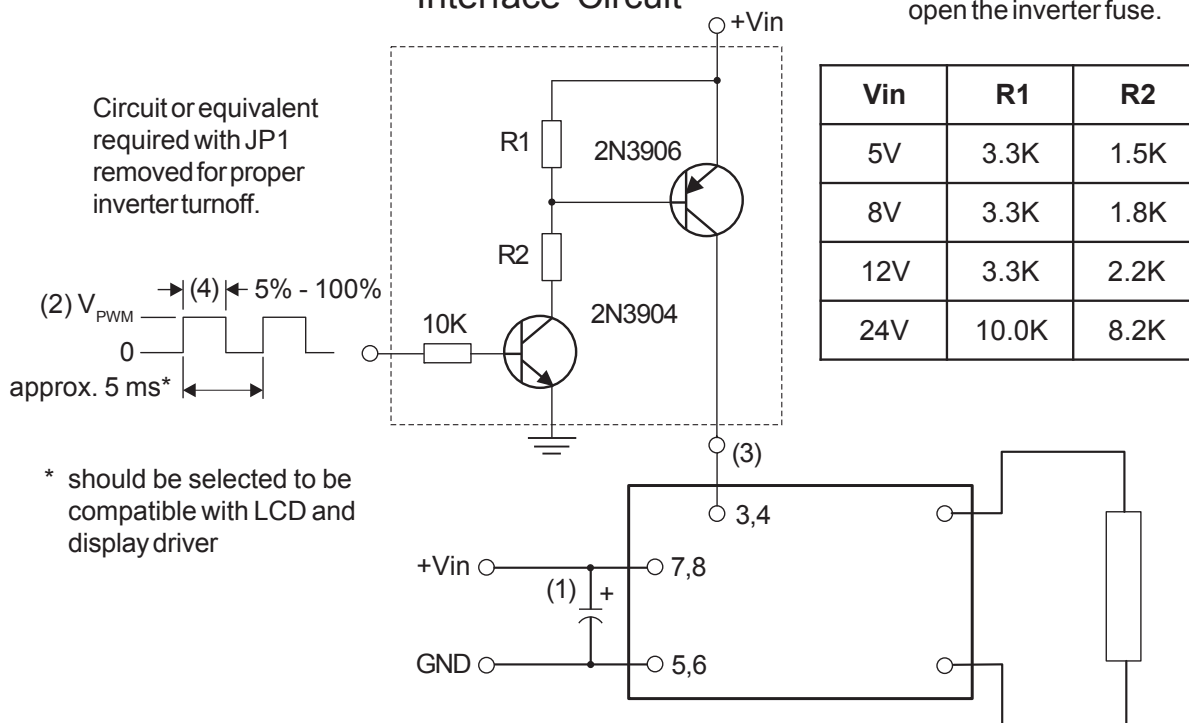 Interface Circuit
open the inverter fuse.
+Vin
Circuit or equivalent
required with JP1
removed for proper
inverter turnoff.
R1
2N3906
R2
2N3904
10K
(2) VPWM
(4)
5% - 100%
0
approx. 5 ms*
* should be selected to be
compatible with LCD and
display driver
Vin R1 R2
5V 3.3K 1.5K
8V 3.3K 1.8K
12V 3.3K 2.2K
24V 10.0K 8.2K
(3)
3,4
+Vin
7,8
(1)
+
GND
5,6